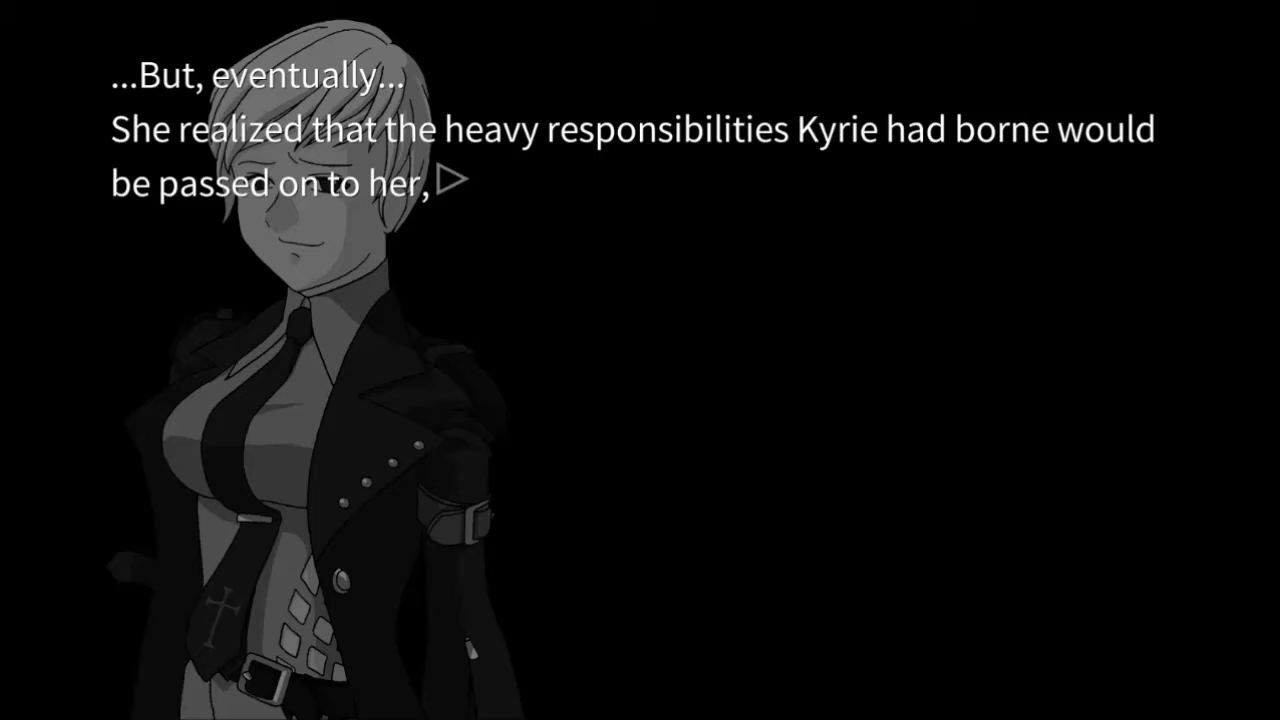 ...But, eventually...
She realized that the heavy responsibilities Kyrie had borne would
be passed on to her,